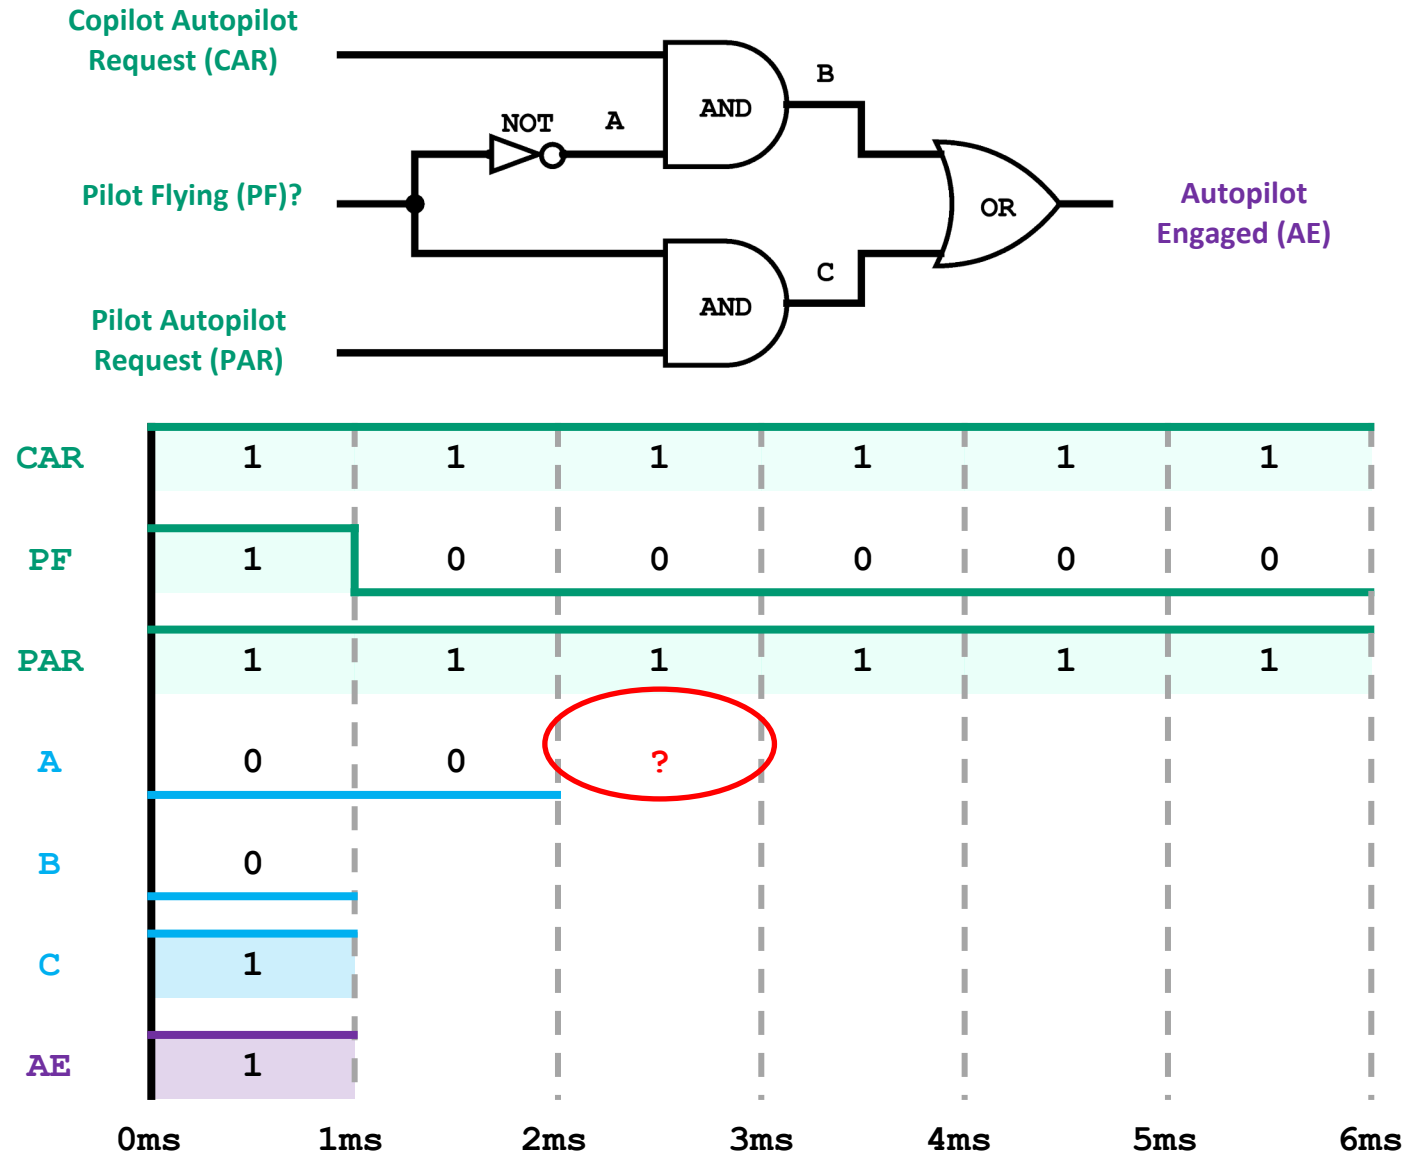 Copilot Autopilot
Request (CAR)
B
AND
NOT
A
Pilot Flying (PF)?
OR
Autopilot
Engaged (AE)
C
AND
Pilot Autopilot
Request (PAR)
CAR 1 1 1 1 1 1
PF 1 0 0 0 0 0
PAR 1 1 1 1 1 1
A 0 0 ?
B 0
C 1
AE 1
0ms 1ms 2ms 3ms 4ms 5ms 6ms